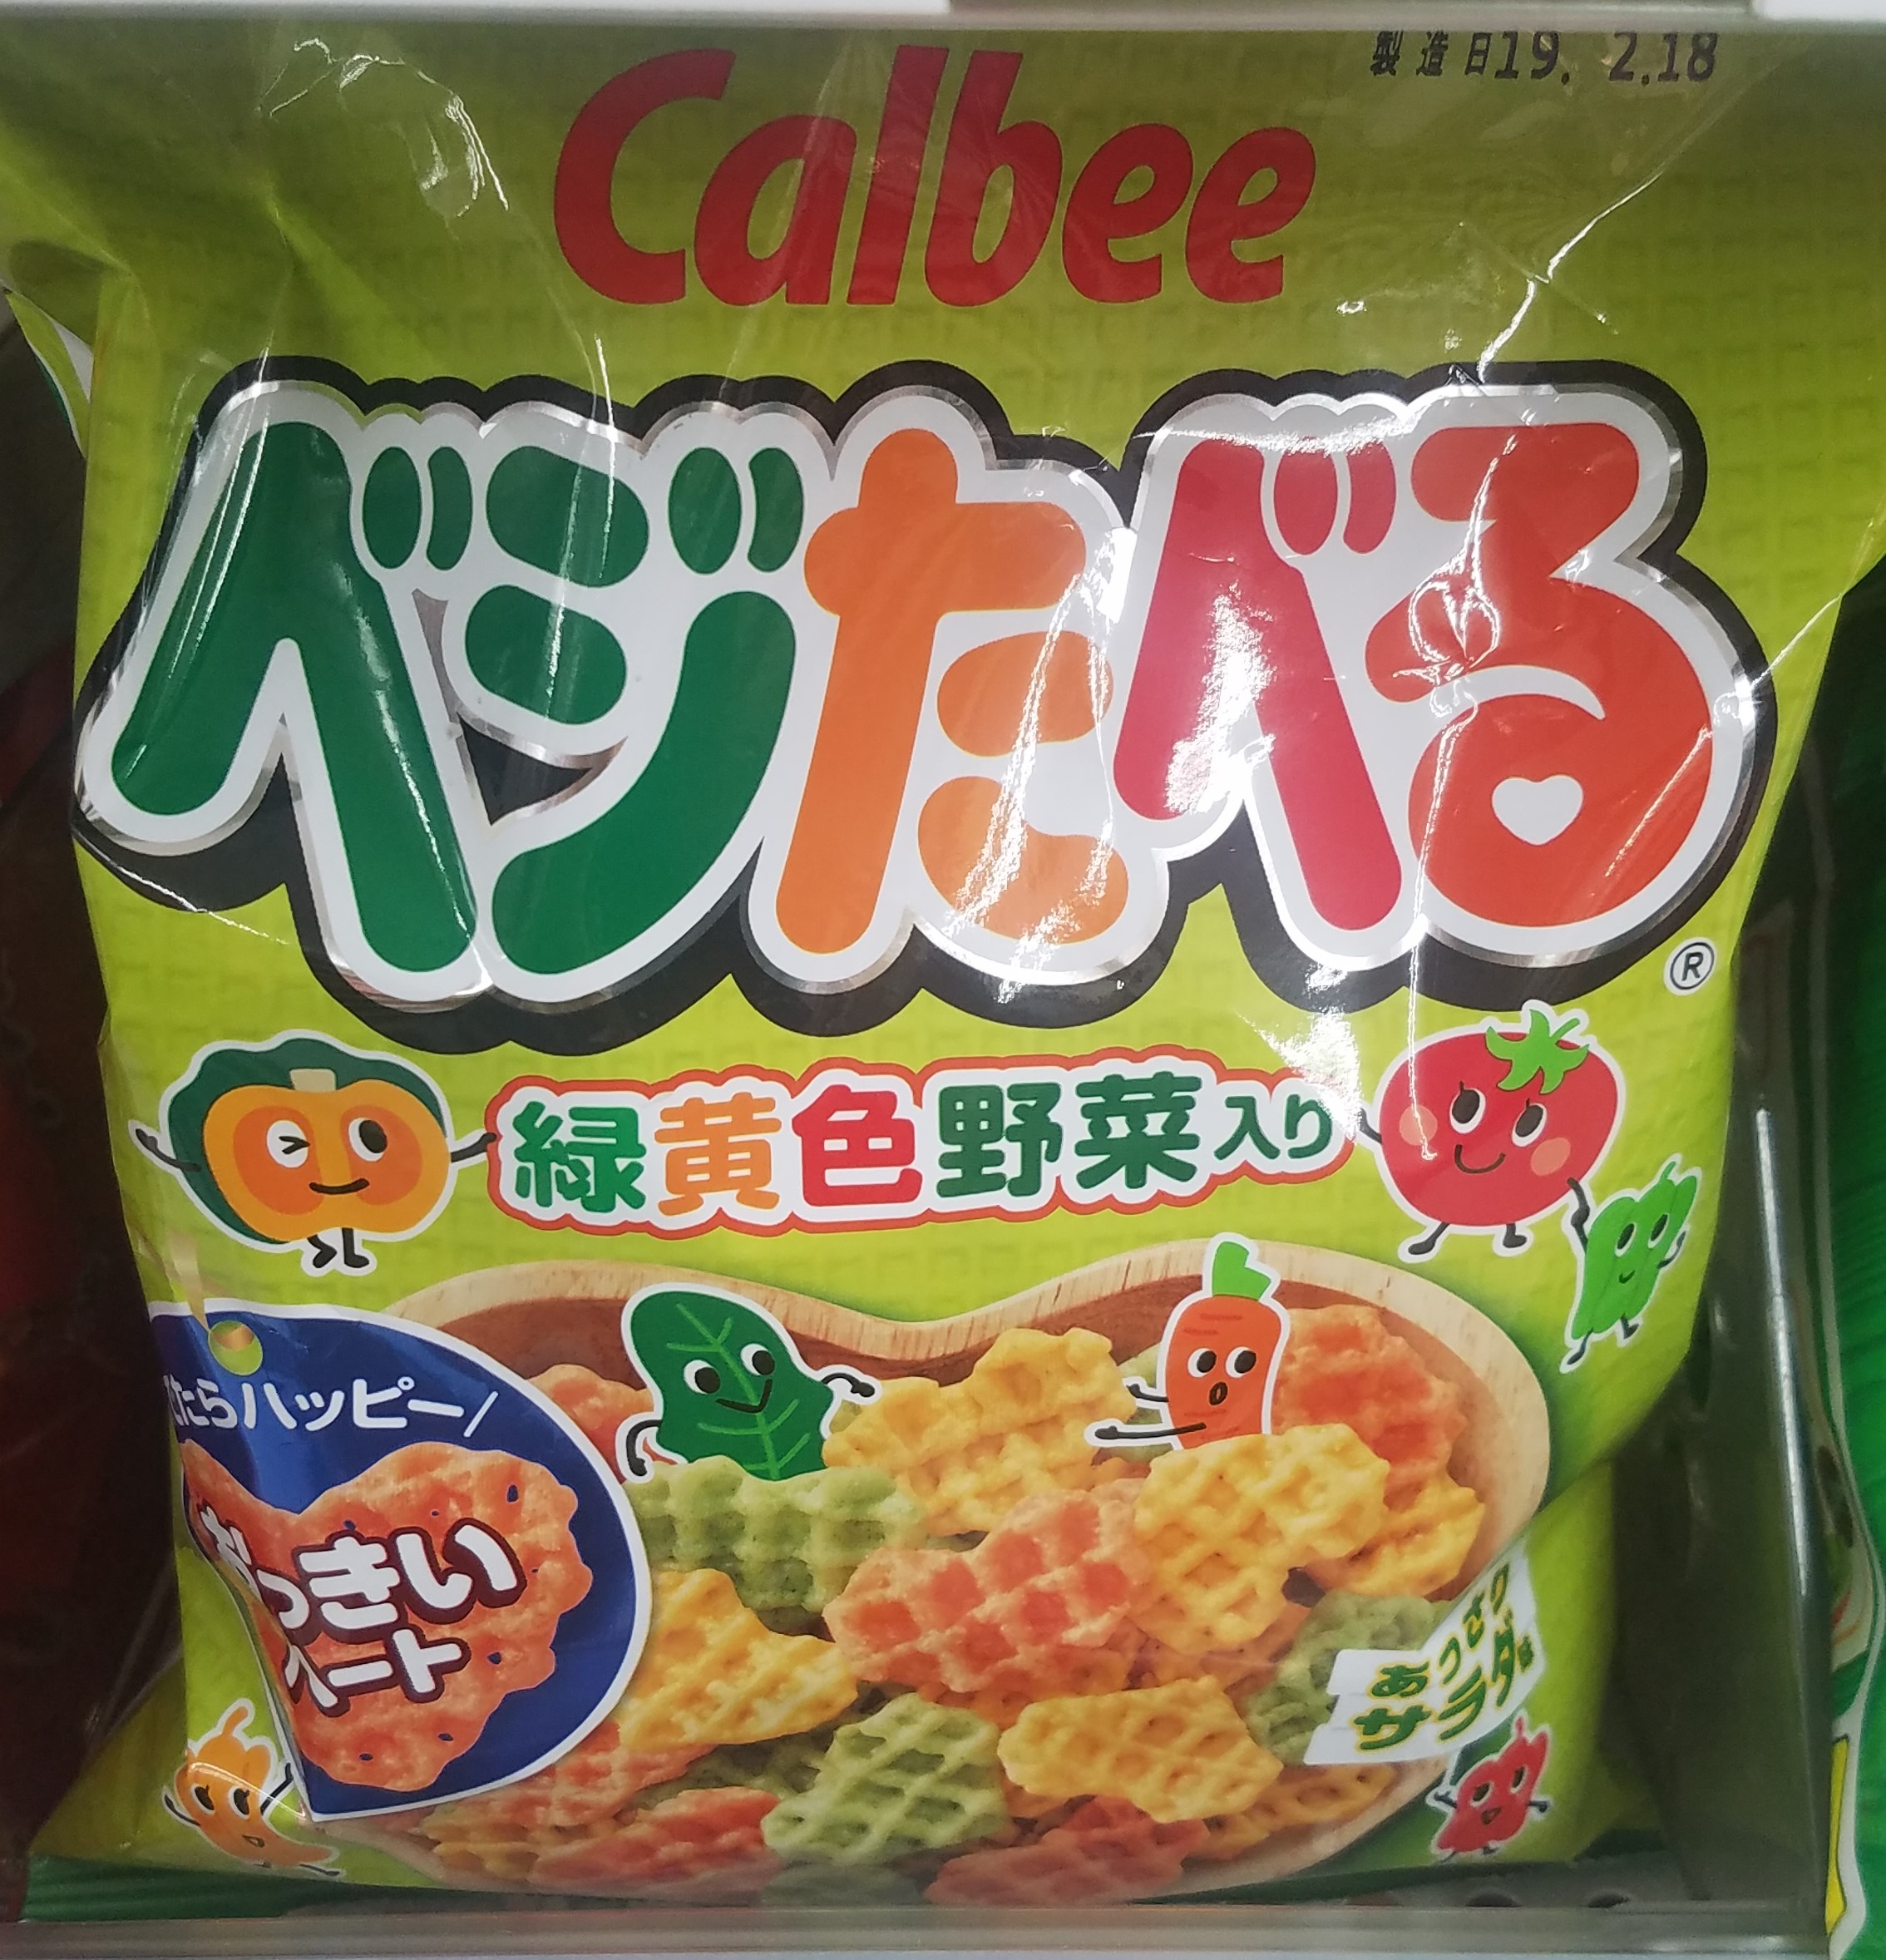 製造日19. 2.18
Calbee
ベジたべる
®
緑黄色野菜入り
たらハッピー/
おっきい
ハート
あっさり
サラダ味